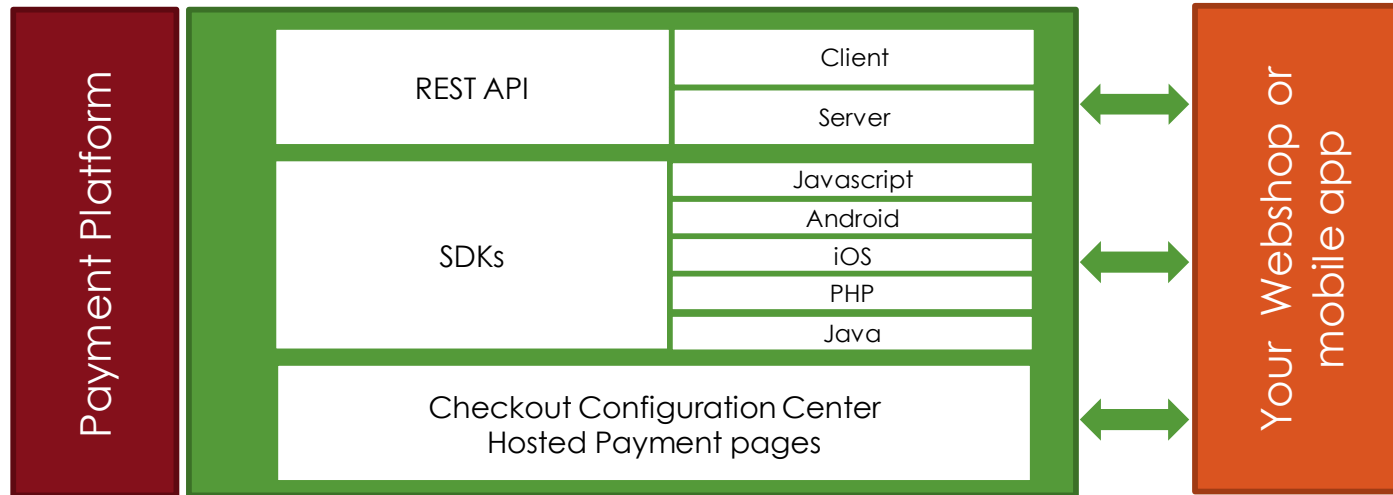 Payment Platform
REST API
Client
Server
SDKs
Javascript
Android
iOS
PHP
Java
Checkout Configuration Center
Hosted Payment pages
Your Webshop or
mobile app